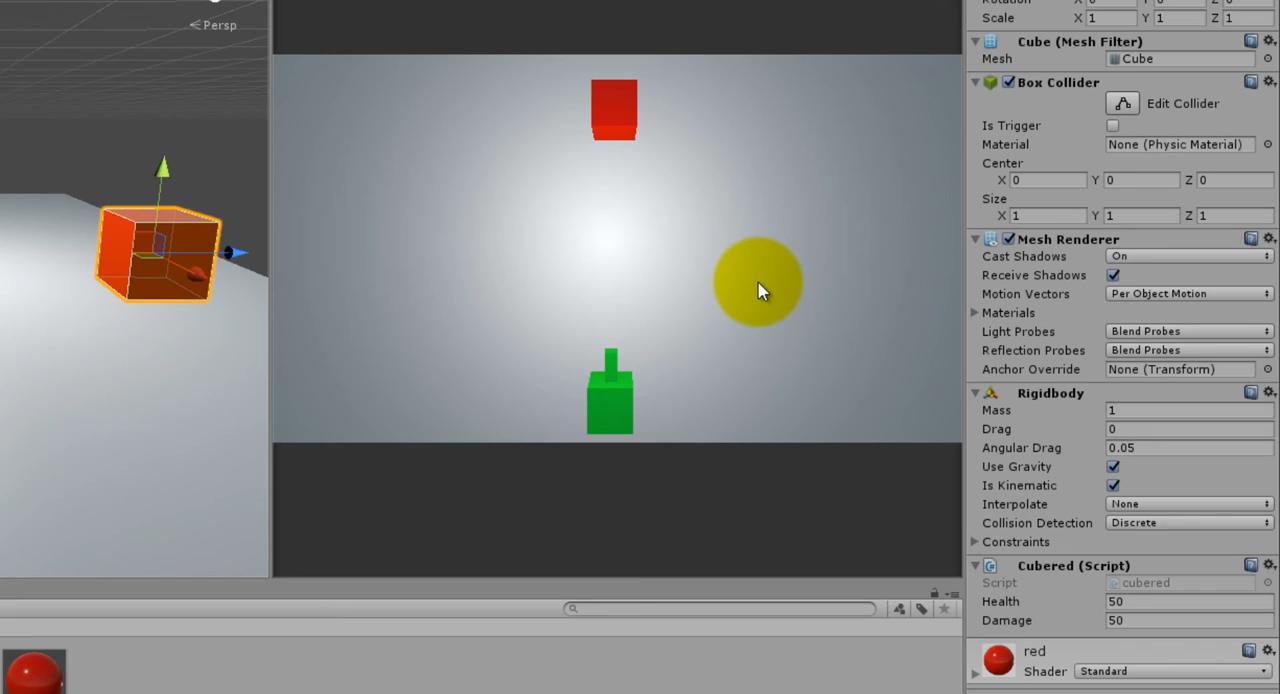 Persp
Rotation X 0 Y 0 Z 0
Scale X 1 Y 1 Z 1
Cube (Mesh Filter)
Mesh Cube
Box Collider
Edit Collider
Is Trigger
Material None (Physic Material)
Center
X 0 Y 0 Z 0
Size
X 1 Y 1 Z 1
Mesh Renderer
Cast Shadows On
Receive Shadows
Motion Vectors Per Object Motion
Materials
Light Probes Blend Probes
Reflection Probes Blend Probes
Anchor Override None (Transform)
Rigidbody
Mass 1
Drag 0
Angular Drag 0.05
Use Gravity
Is Kinematic
Interpolate None
Collision Detection Discrete
Constraints
Cubered (Script)
Script cubered
Health 50
Damage 50
red
Shader Standard